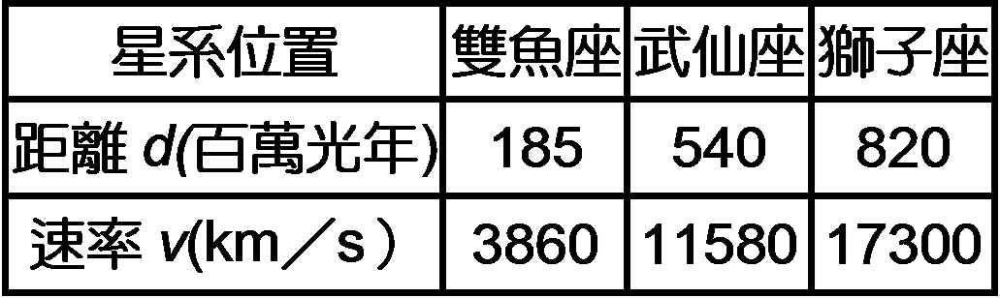 星系位置 雙魚座 武仙座 獅子座
距離 d(百萬光年) 185 540 820
速率 v(km／s） 3860 11580 17300